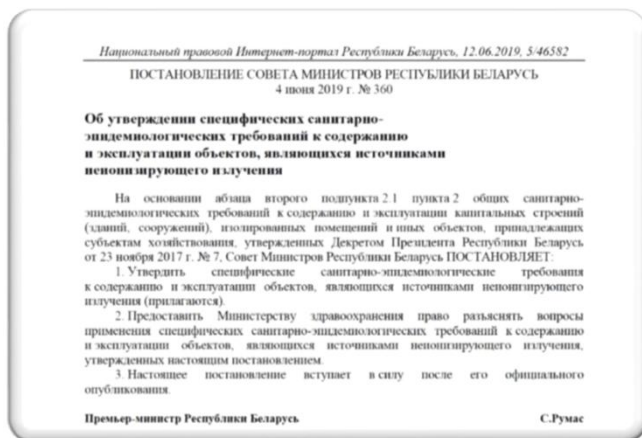 Национальный правовой Интернет-портал Республики Беларусь, 12.06.2019, 5/46582
ПОСТАНОВЛЕНИЕ СОВЕТА МИНИСТРОВ РЕСПУБЛИКИ БЕЛАРУСЬ
4 июня 2019 г. № 360
Об утверждении специфических санитарно-
эпидемиологических требований к содержанию
и эксплуатации объектов, являющихся источниками
неионизирующего излучения
На основании абзаца второго подпункта 2.1 пункта 2 общих санитарно-
эпидемиологических требований к содержанию и эксплуатации капитальных строений
(зданий, сооружений), изолированных помещений и иных объектов, принадлежащих
субъектам хозяйствования, утвержденных Декретом Президента Республики Беларусь
от 23 ноября 2017 г. № 7, Совет Министров Республики Беларусь ПОСТАНОВЛЯЕТ:
1. Утвердить специфические санитарно-эпидемиологические требования
к содержанию и эксплуатации объектов, являющихся источниками неионизирующего
излучения (прилагаются).
2. Предоставить Министерству здравоохранения право разъяснять вопросы
применения специфических санитарно-эпидемиологических требований к содержанию
и эксплуатации объектов, являющихся источниками неионизирующего излучения,
утвержденных настоящим постановлением.
3. Настоящее постановление вступает в силу после его официального
опубликования.
Премьер-министр Республики Беларусь С.Румас